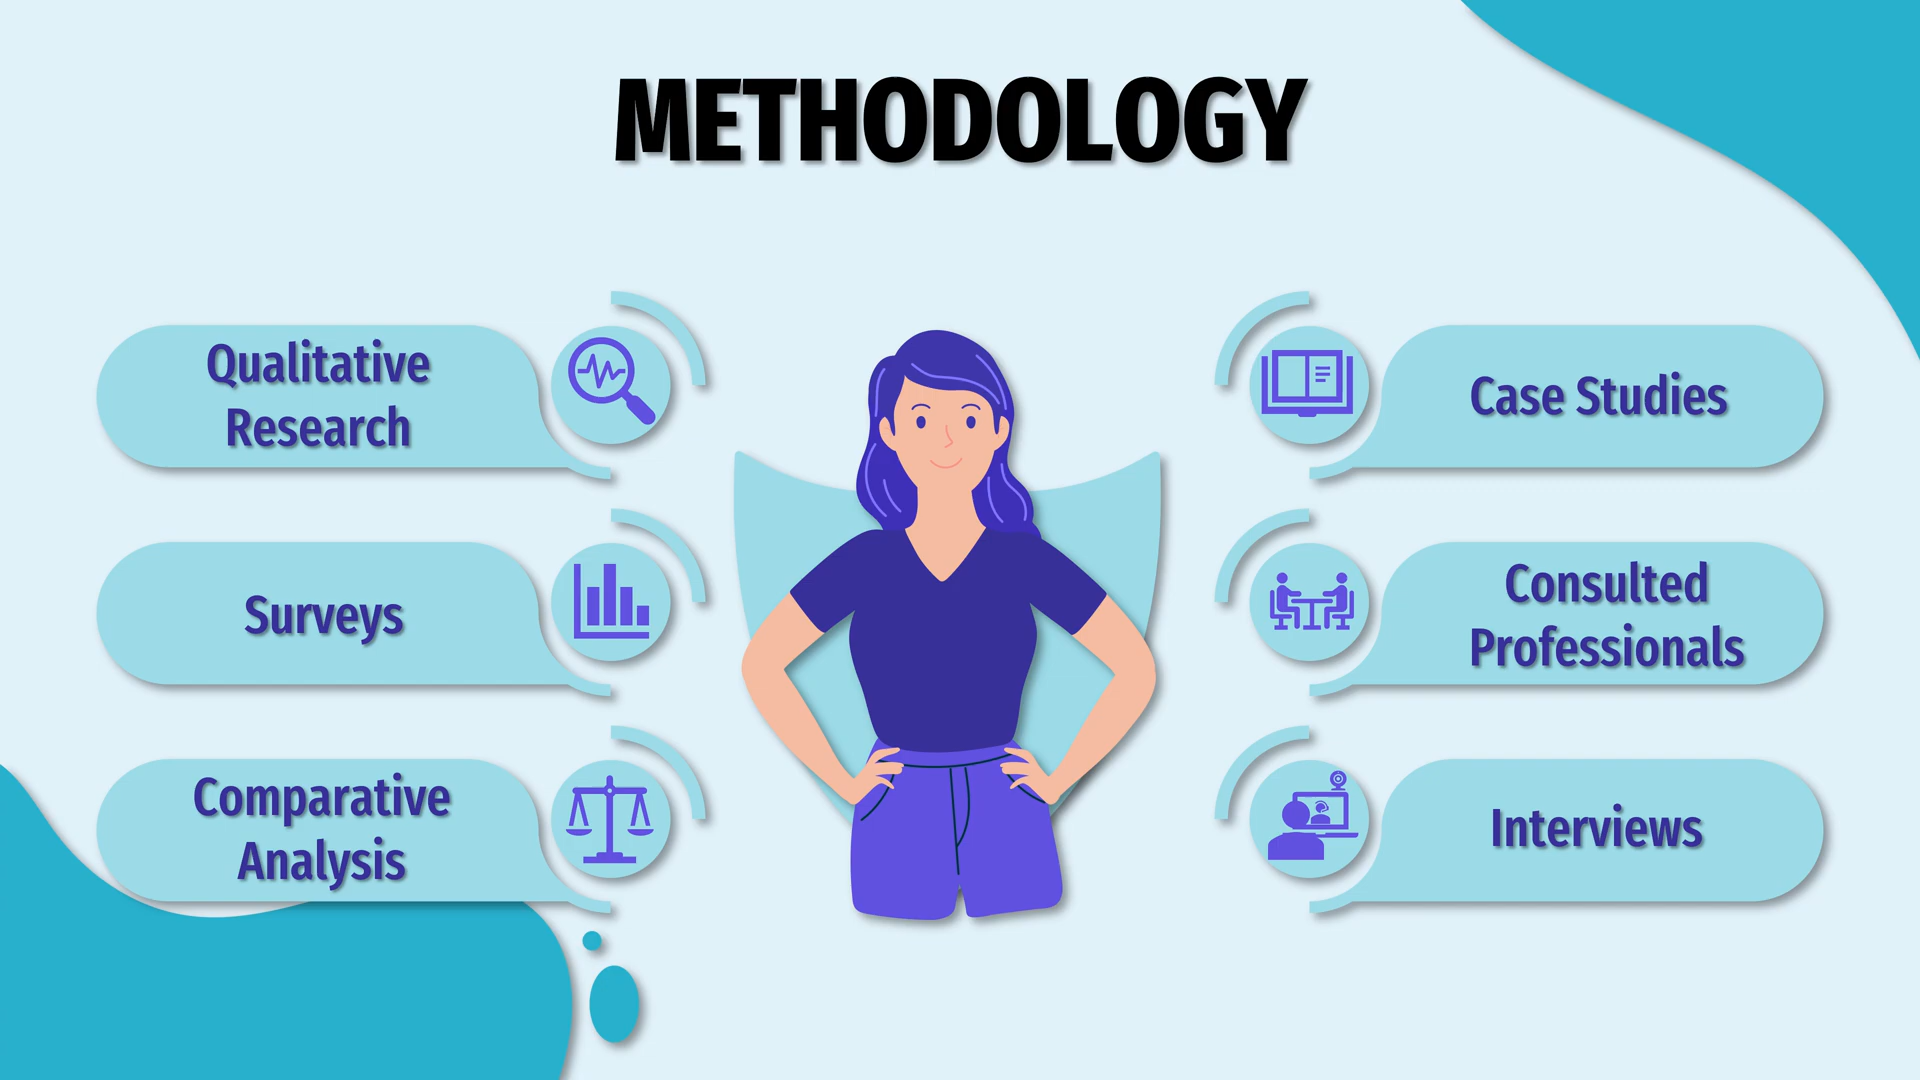 METHODOLOGY
Qualitative
Research
Surveys
Comparative
Analysis
Case Studies
Consulted
Professionals
Interviews